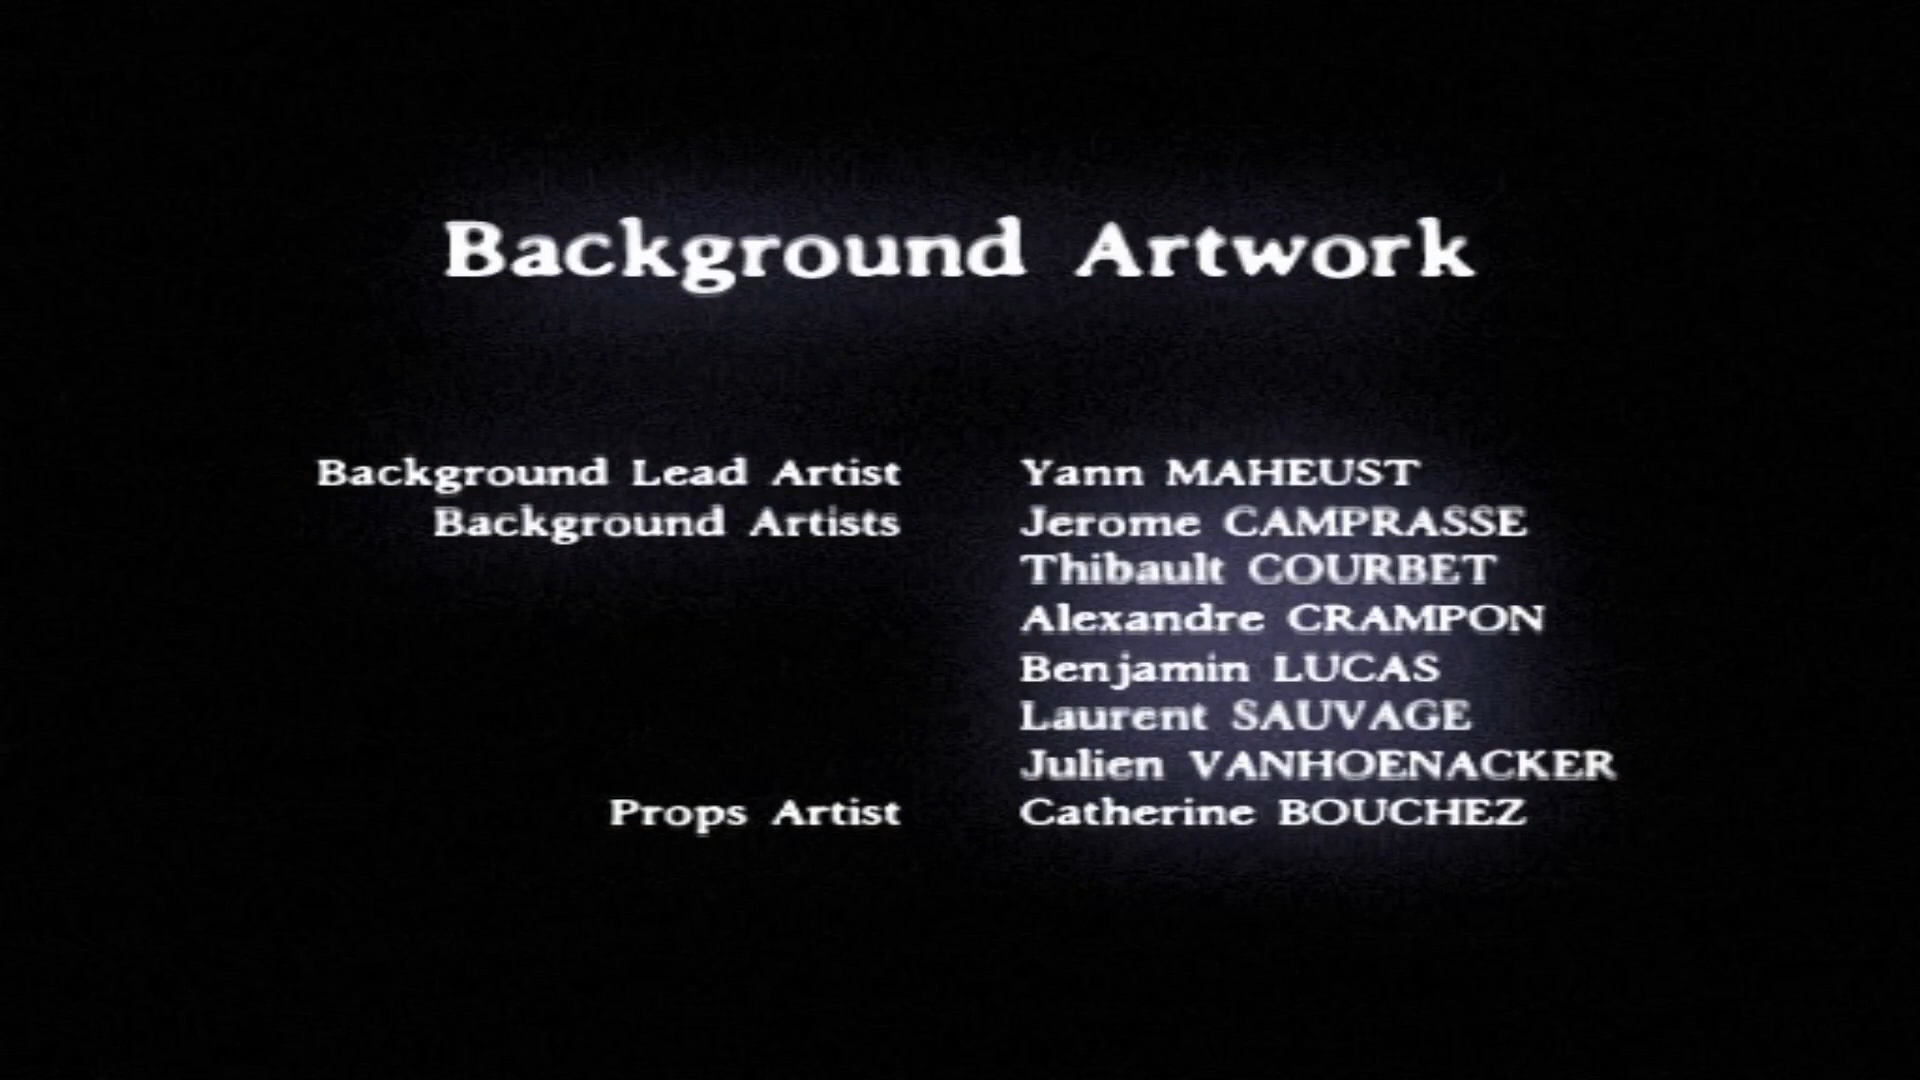 Background Artwork
Background Lead Artist Yann MAHEUST
Background Artists Jerome CAMPRASSE
Thibault COURBET
Alexandre CRAMPON
Benjamin LUCAS
Laurent SAUVAGE
Julien VANHOENACKER
Props Artist Catherine BOUCHEZ